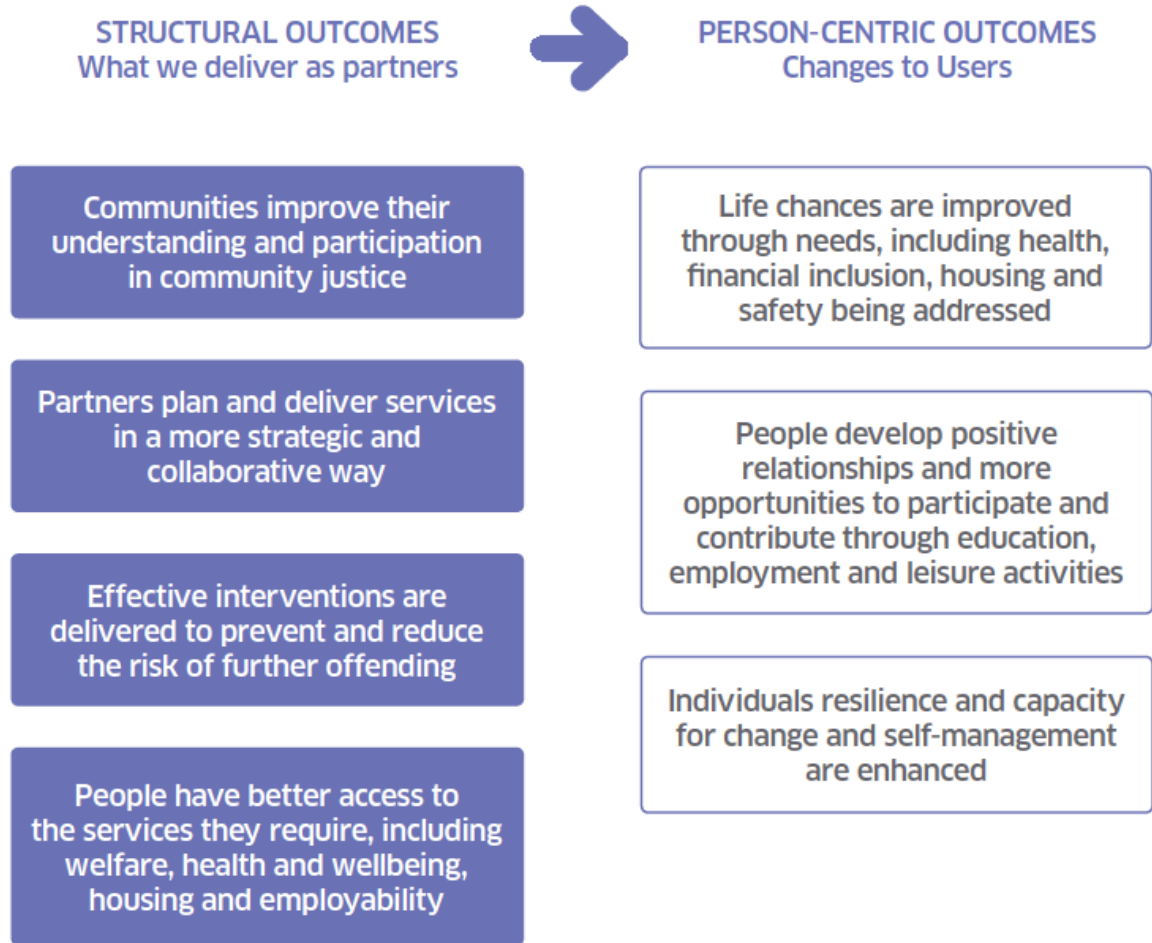 STRUCTURAL OUTCOMES
What we deliver as partners
PERSON-CENTRIC OUTCOMES
Changes to Users
Communities improve their
understanding and participation
in community justice
Partners plan and deliver services
in a more strategic and
collaborative way
Effective interventions are
delivered to prevent and reduce
the risk of further offending
People have better access to
the services they require, including
welfare, health and wellbeing,
housing and employability
Life chances are improved
through needs, including health,
financial inclusion, housing and
safety being addressed
People develop positive
relationships and more
opportunities to participate and
contribute through education,
employment and leisure activities
Individuals resilience and capacity
for change and self-management
are enhanced